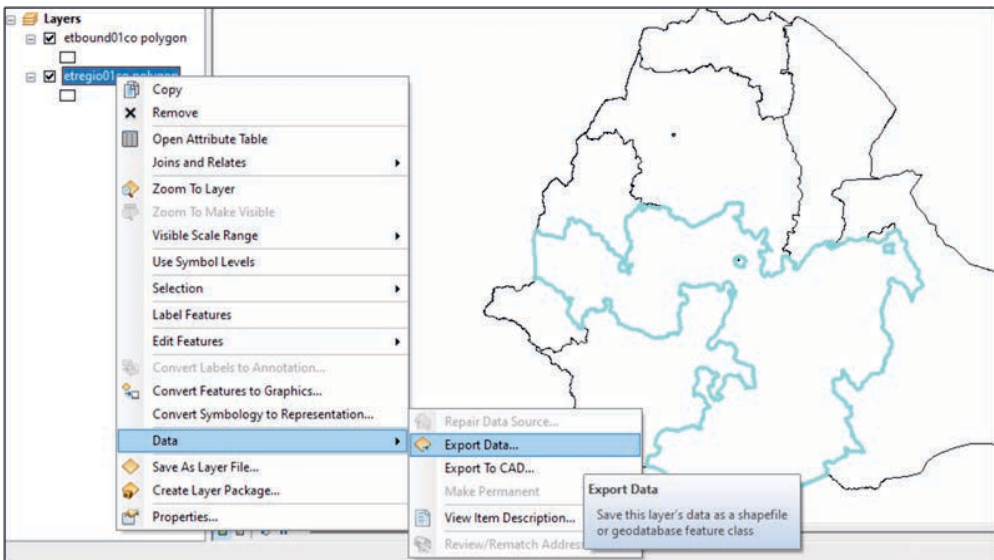 Layers
etbound01co polygon
etregio01co polygon
Copy
Remove
Open Attribute Table
Joins and Relates
Zoom To Layer
Zoom To Make Visible
Visible Scale Range
Use Symbol Levels
Selection
Label Features
Edit Features
Convert Labels to Annotation...
Convert Features to Graphics...
Convert Symbology to Representation...
Data
Save As Layer File...
Create Layer Package...
Properties...
Repair Data Source...
Export Data...
Export To CAD...
Make Permanent
View Item Description...
Review/Rematch Address
Export Data
Save this layer's data as a shapefile
or geodatabase feature class